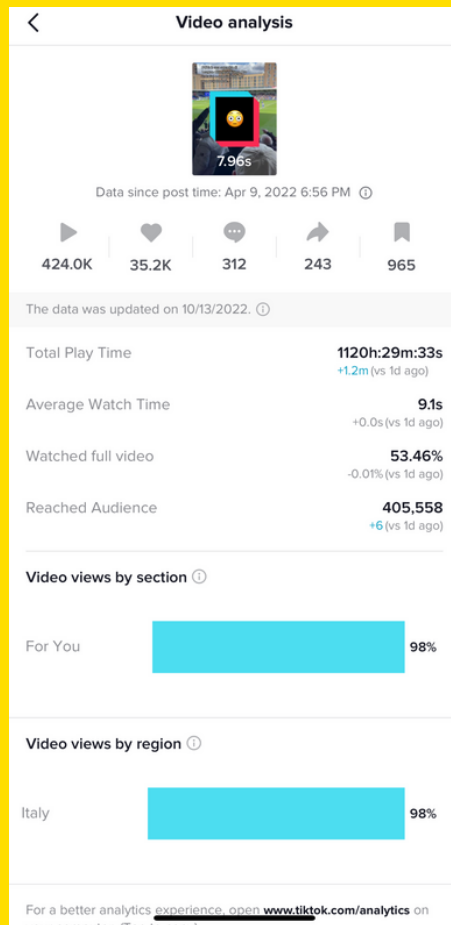 Video analysis
7.96s
Data since post time: Apr 9, 2022 6:56 PM
424.0K 35.2K 312 243 965
The data was updated on 10/13/2022.
Total Play Time 1120h:29m:33s
+1.2m (vs 1d ago)
Average Watch Time 9.1s
+0.0s (vs 1d ago)
Watched full video 53.46%
-0.01% (vs 1d ago)
Reached Audience 405,558
+6 (vs 1d ago)
Video views by section
For You 98%
Video views by region
Italy 98%
For a better analytics experience, open www.tiktok.com/analytics on